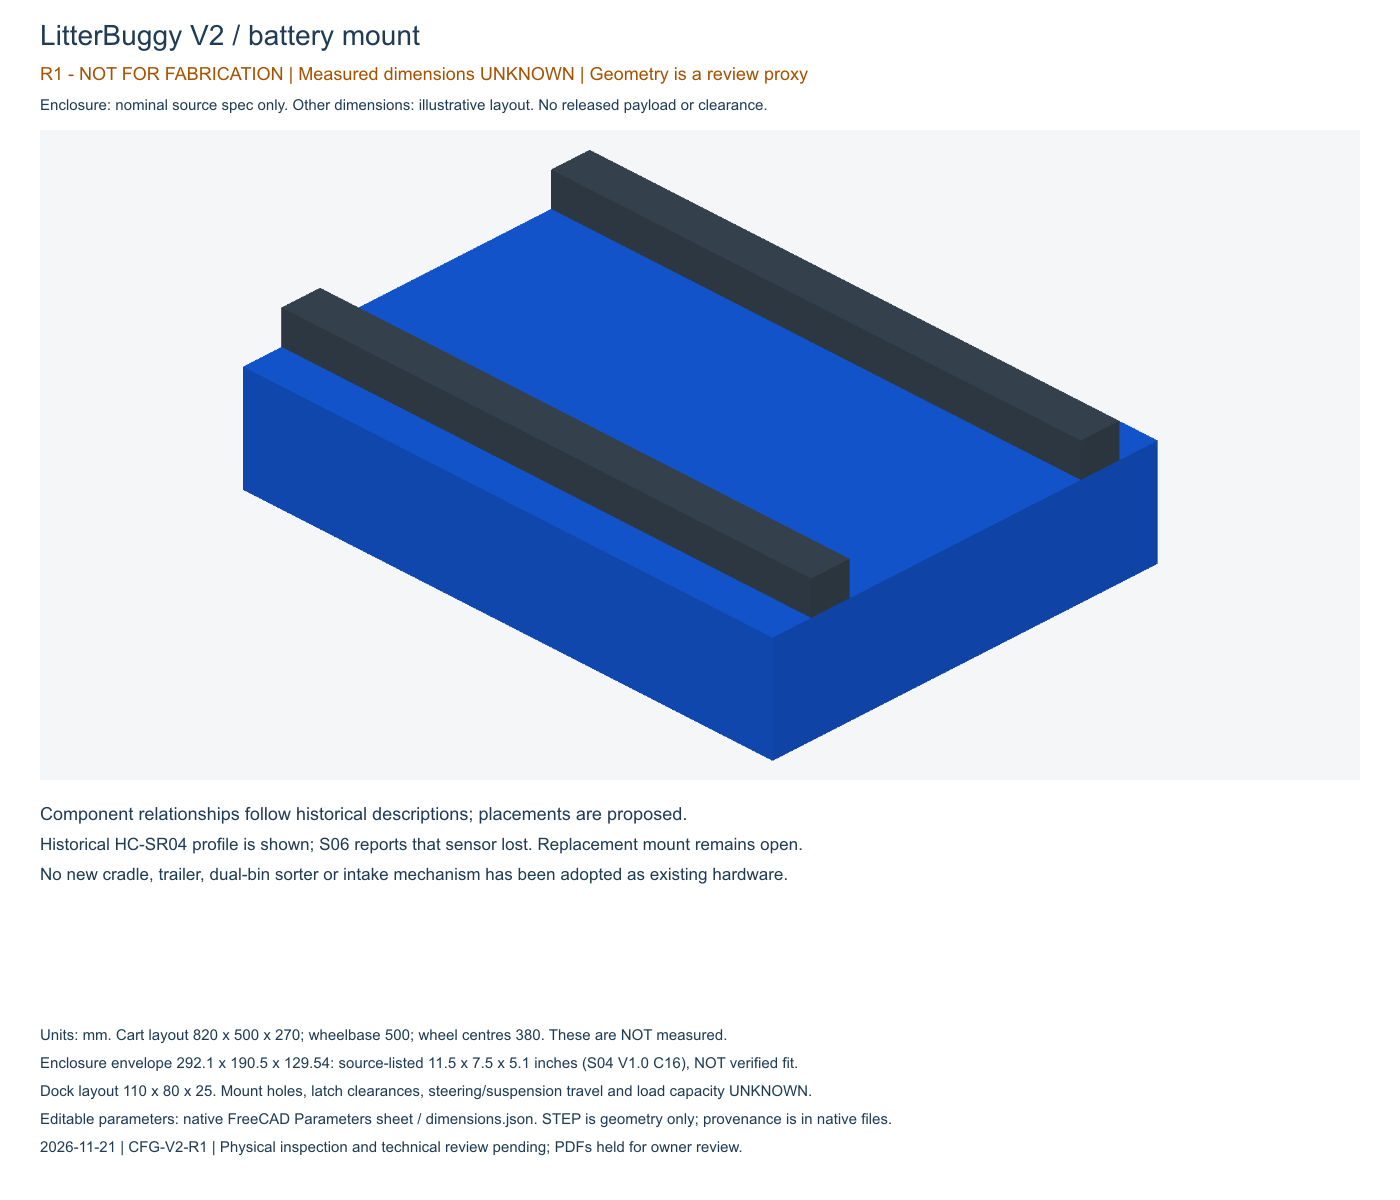 LitterBuggy V2 / battery mount
R1 - NOT FOR FABRICATION | Measured dimensions UNKNOWN | Geometry is a review proxy
Enclosure: nominal source spec only. Other dimensions: illustrative layout. No released payload or clearance.
Component relationships follow historical descriptions; placements are proposed.
Historical HC-SR04 profile is shown; S06 reports that sensor lost. Replacement mount remains open.
No new cradle, trailer, dual-bin sorter or intake mechanism has been adopted as existing hardware.
Units: mm. Cart layout 820 x 500 x 270; wheelbase 500; wheel centres 380. These are NOT measured.
Enclosure envelope 292.1 x 190.5 x 129.54: source-listed 11.5 x 7.5 x 5.1 inches (S04 V1.0 C16), NOT verified fit.
Dock layout 110 x 80 x 25. Mount holes, latch clearances, steering/suspension travel and load capacity UNKNOWN.
Editable parameters: native FreeCAD Parameters sheet / dimensions.json. STEP is geometry only; provenance is in native files.
2026-11-21 | CFG-V2-R1 | Physical inspection and technical review pending; PDFs held for owner review.